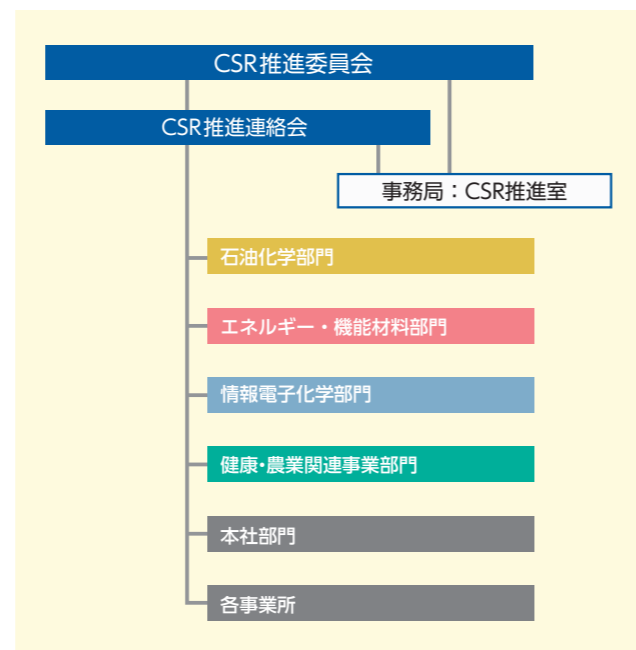 CSR推進委員会
CSR推進連絡会
事務局：CSR推進室
石油化学部門
エネルギー・機能材料部門
情報電子化学部門
健康・農業関連事業部門
本社部門
各事業所